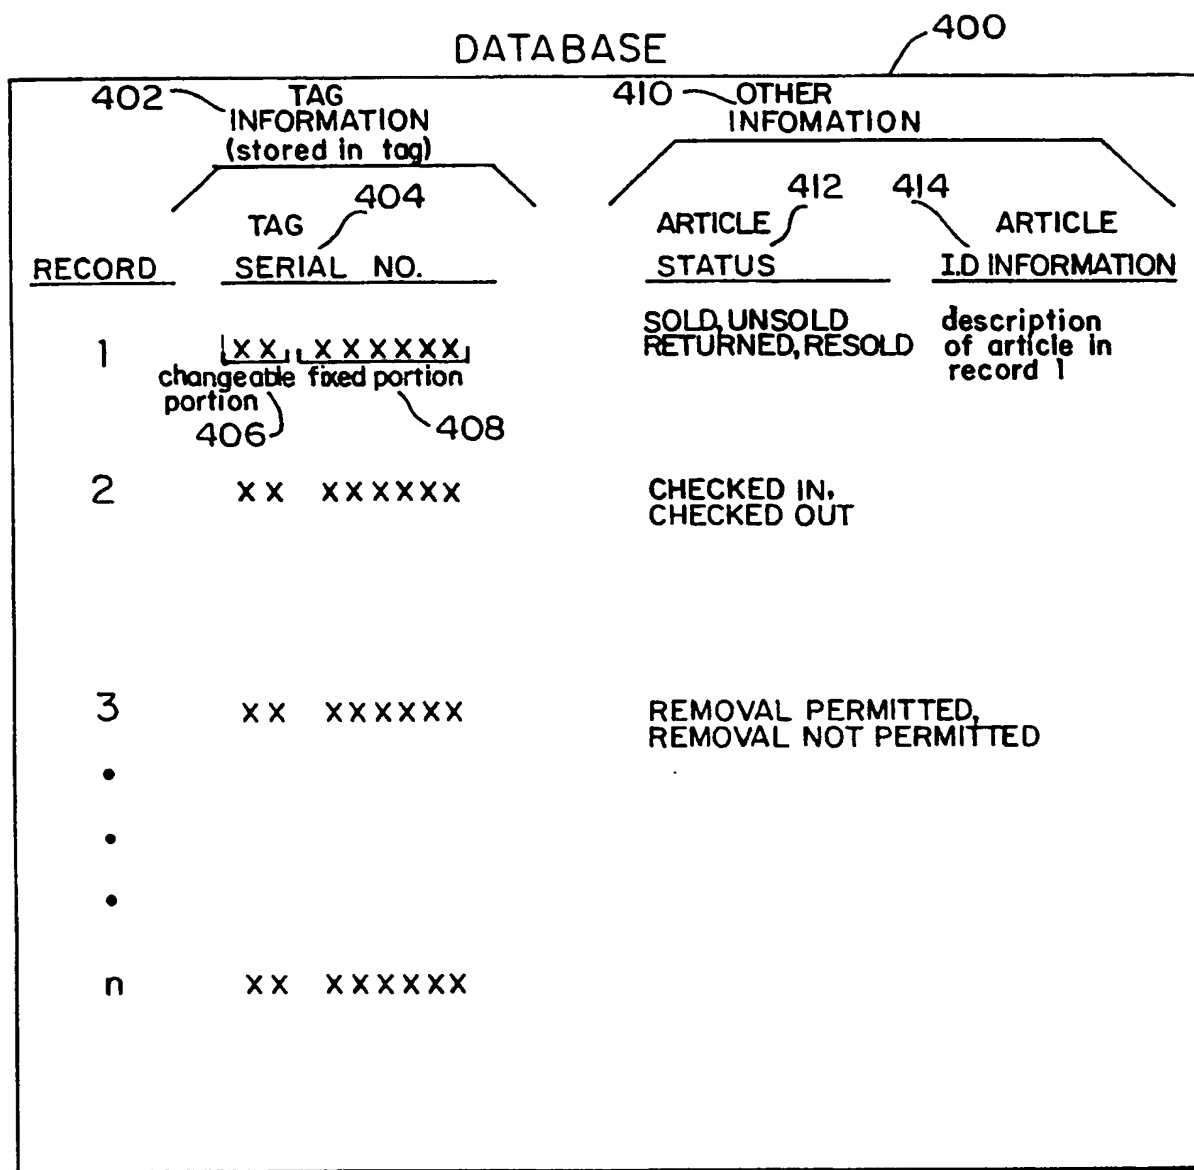 DATABASE
400
402
TAG
INFORMATION
(stored in tag)
410
OTHER
INFOMATION
404
412
414
TAG
SERIAL NO.
ARTICLE
STATUS
ARTICLE
I.D INFORMATION
RECORD
1
XX XXXXXX
changeable
portion
fixed portion
406
408
SOLD, UNSOLD
RETURNED, RESOLD
description
of article in
record 1
2
XX XXXXXX
CHECKED IN,
CHECKED OUT
3
XX XXXXXX
REMOVAL PERMITTED,
REMOVAL NOT PERMITTED
n
XX XXXXXX